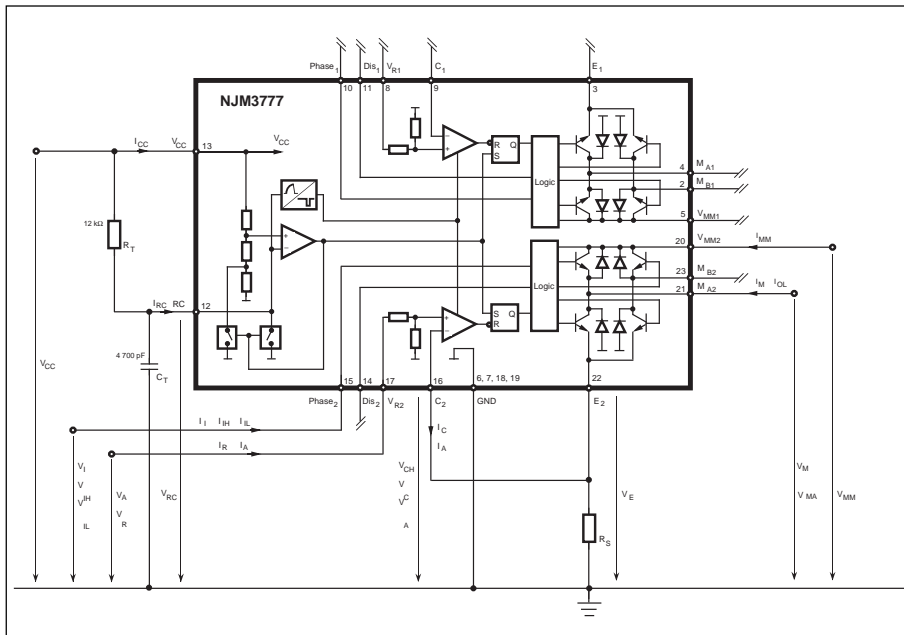 Phase1 Dis1 VR1 C1 E1
10 11 8 9 3
NJM3777
ICC VCC 13 VCC
− +
R Q
S
Logic
4 MA1
2 MB1
5 VMM1
12 kΩ
RT
+ −
20 VMM2 IMM
23 MB2
21 MA2 IM IOL
Logic
IRC RC 12
+ −
S Q
R
VCC
4 700 pF
CT
15 14 17 16 6, 7, 18, 19 22
Phase2 Dis2 VR2 C2 GND E2
II IIH IIL
IR IA
IC
IA
VI
V
IH
V
IL
VA
V
R
VRC
VCH
V
C
V
A
VE
RS
VM
VMA
VMM